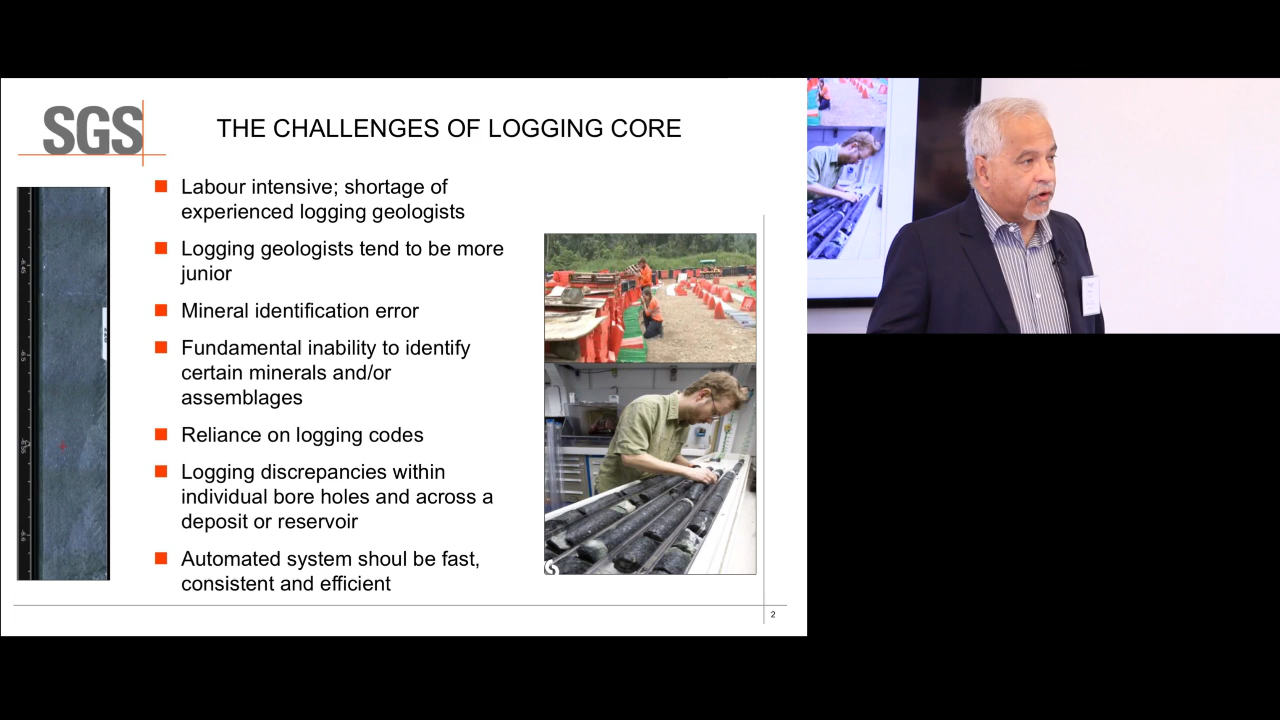 SGS
THE CHALLENGES OF LOGGING CORE
Labour intensive; shortage of
experienced logging geologists
Logging geologists tend to be more
junior
Mineral identification error
Fundamental inability to identify
certain minerals and/or
assemblages
Reliance on logging codes
Logging discrepancies within
individual bore holes and across a
deposit or reservoir
Automated system shoul be fast,
consistent and efficient
2